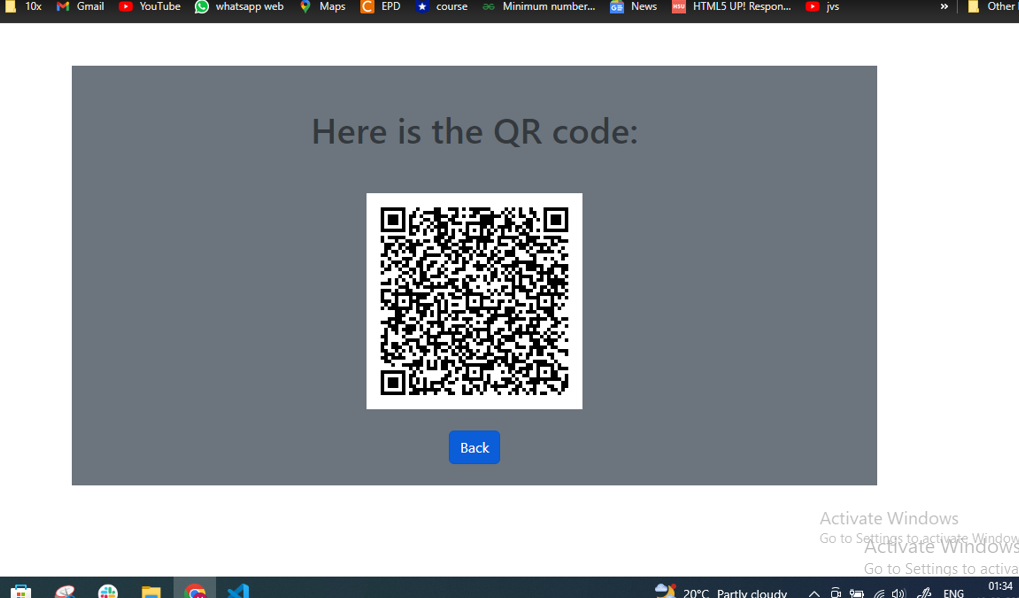 10x Gmail YouTube whatsapp web Maps EPD course Minimum number... News HTML5 UP! Respon... jvs » Other
Here is the QR code:
Back
Activate Windows
Go to Settings to activate Window
Activate Windows
Go to Settings to activa
20°C Partly cloudy ENG 01:34